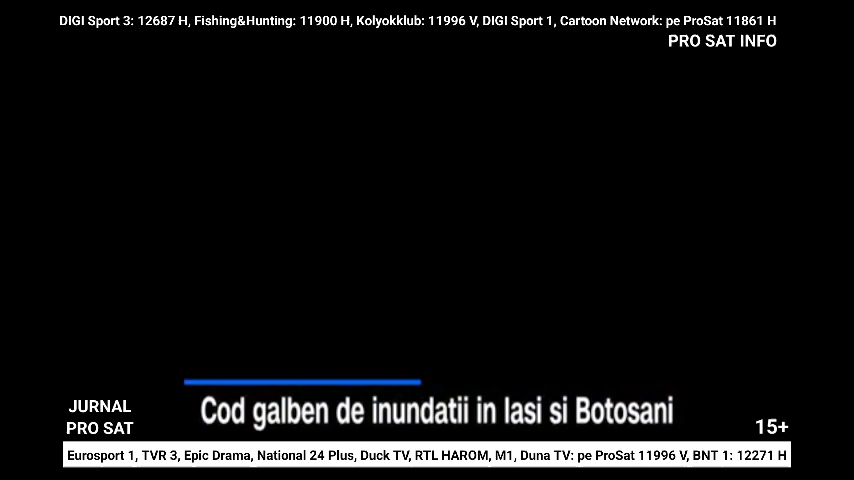 DIGI Sport 3: 12687 H, Fishing&Hunting: 11900 H, Kolyokklub: 11996 V, DIGI Sport 1, Cartoon Network: pe ProSat 11861 H
PRO SAT INFO
Cod galben de inundatii in Iasi si Botosani
JURNAL
PRO SAT
15+
Eurosport 1, TVR 3, Epic Drama, National 24 Plus, Duck TV, RTL HAROM, M1, Duna TV: pe ProSat 11996 V, BNT 1: 12271 H